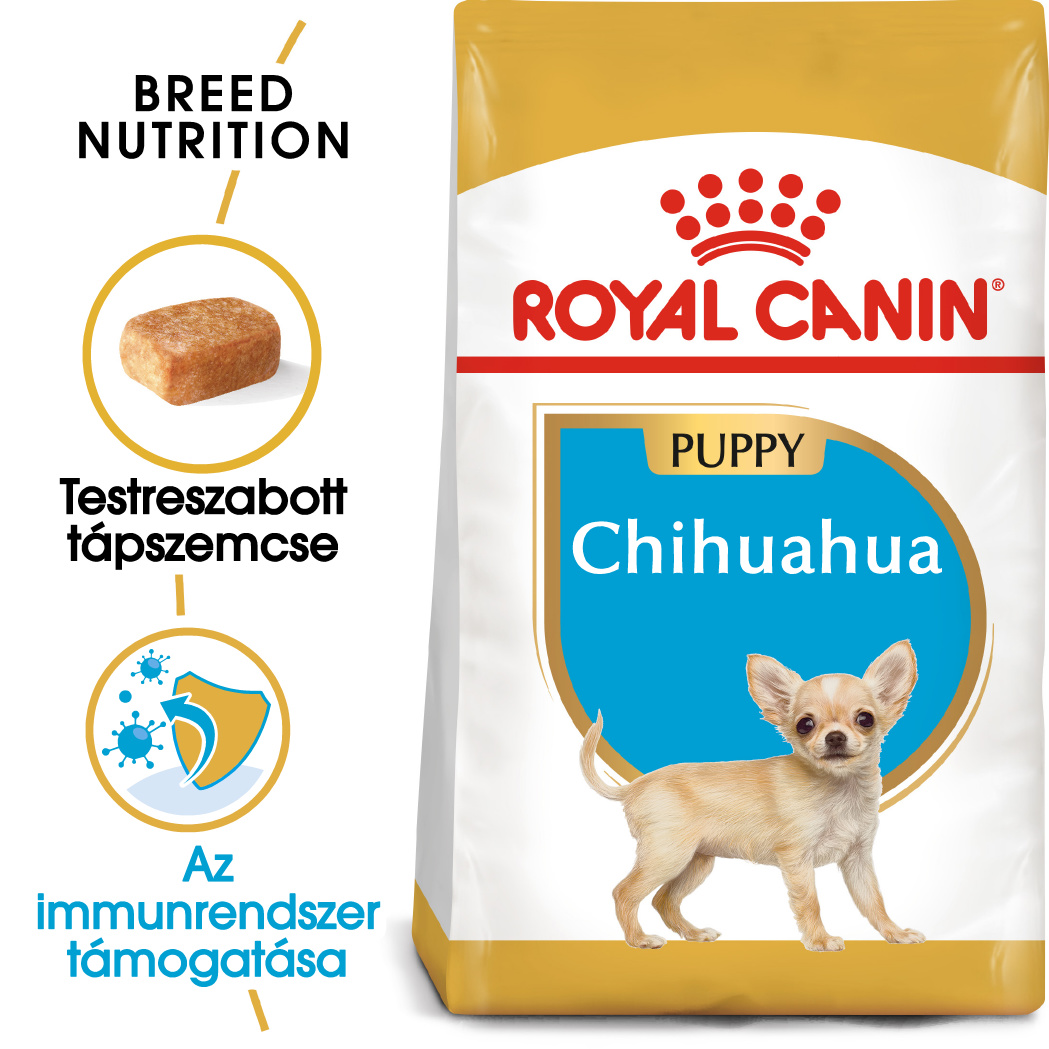 BREED
NUTRITION
Testreszabott
tápszemcse
Az
immunrendszer
támogatása
ROYAL CANIN®
PUPPY
Chihuahua